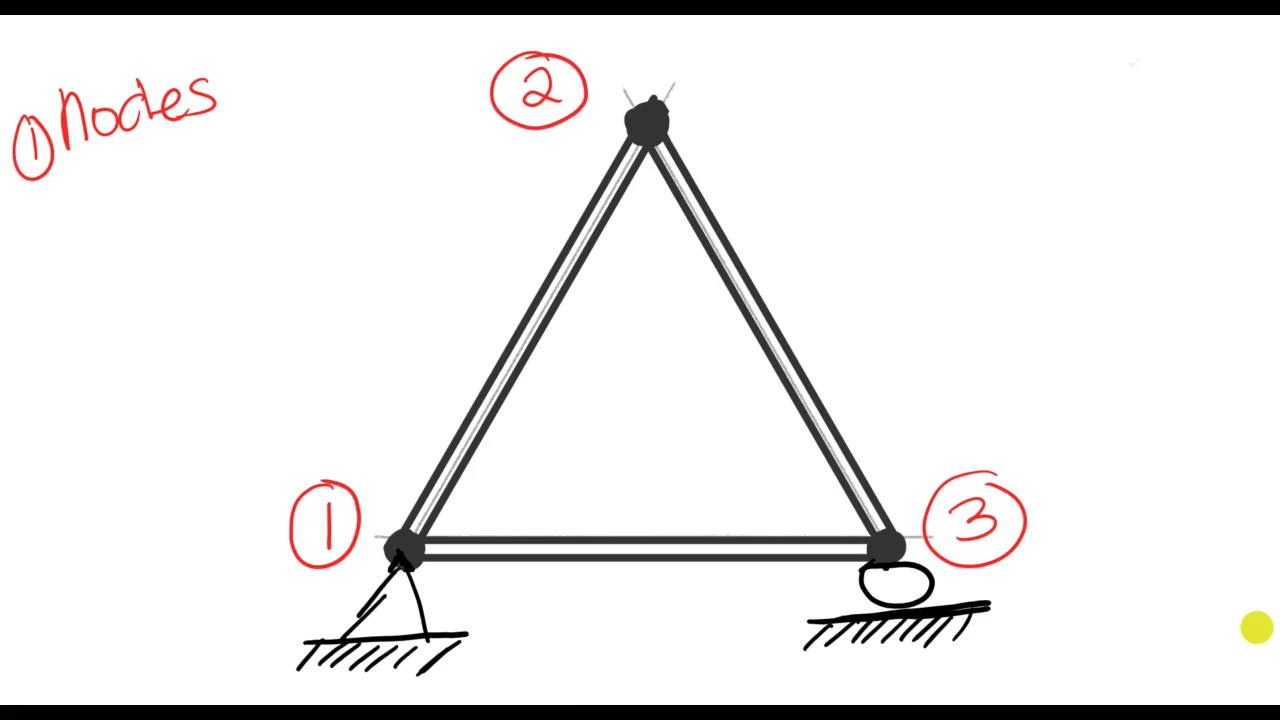 ① Nodes
②
①
③